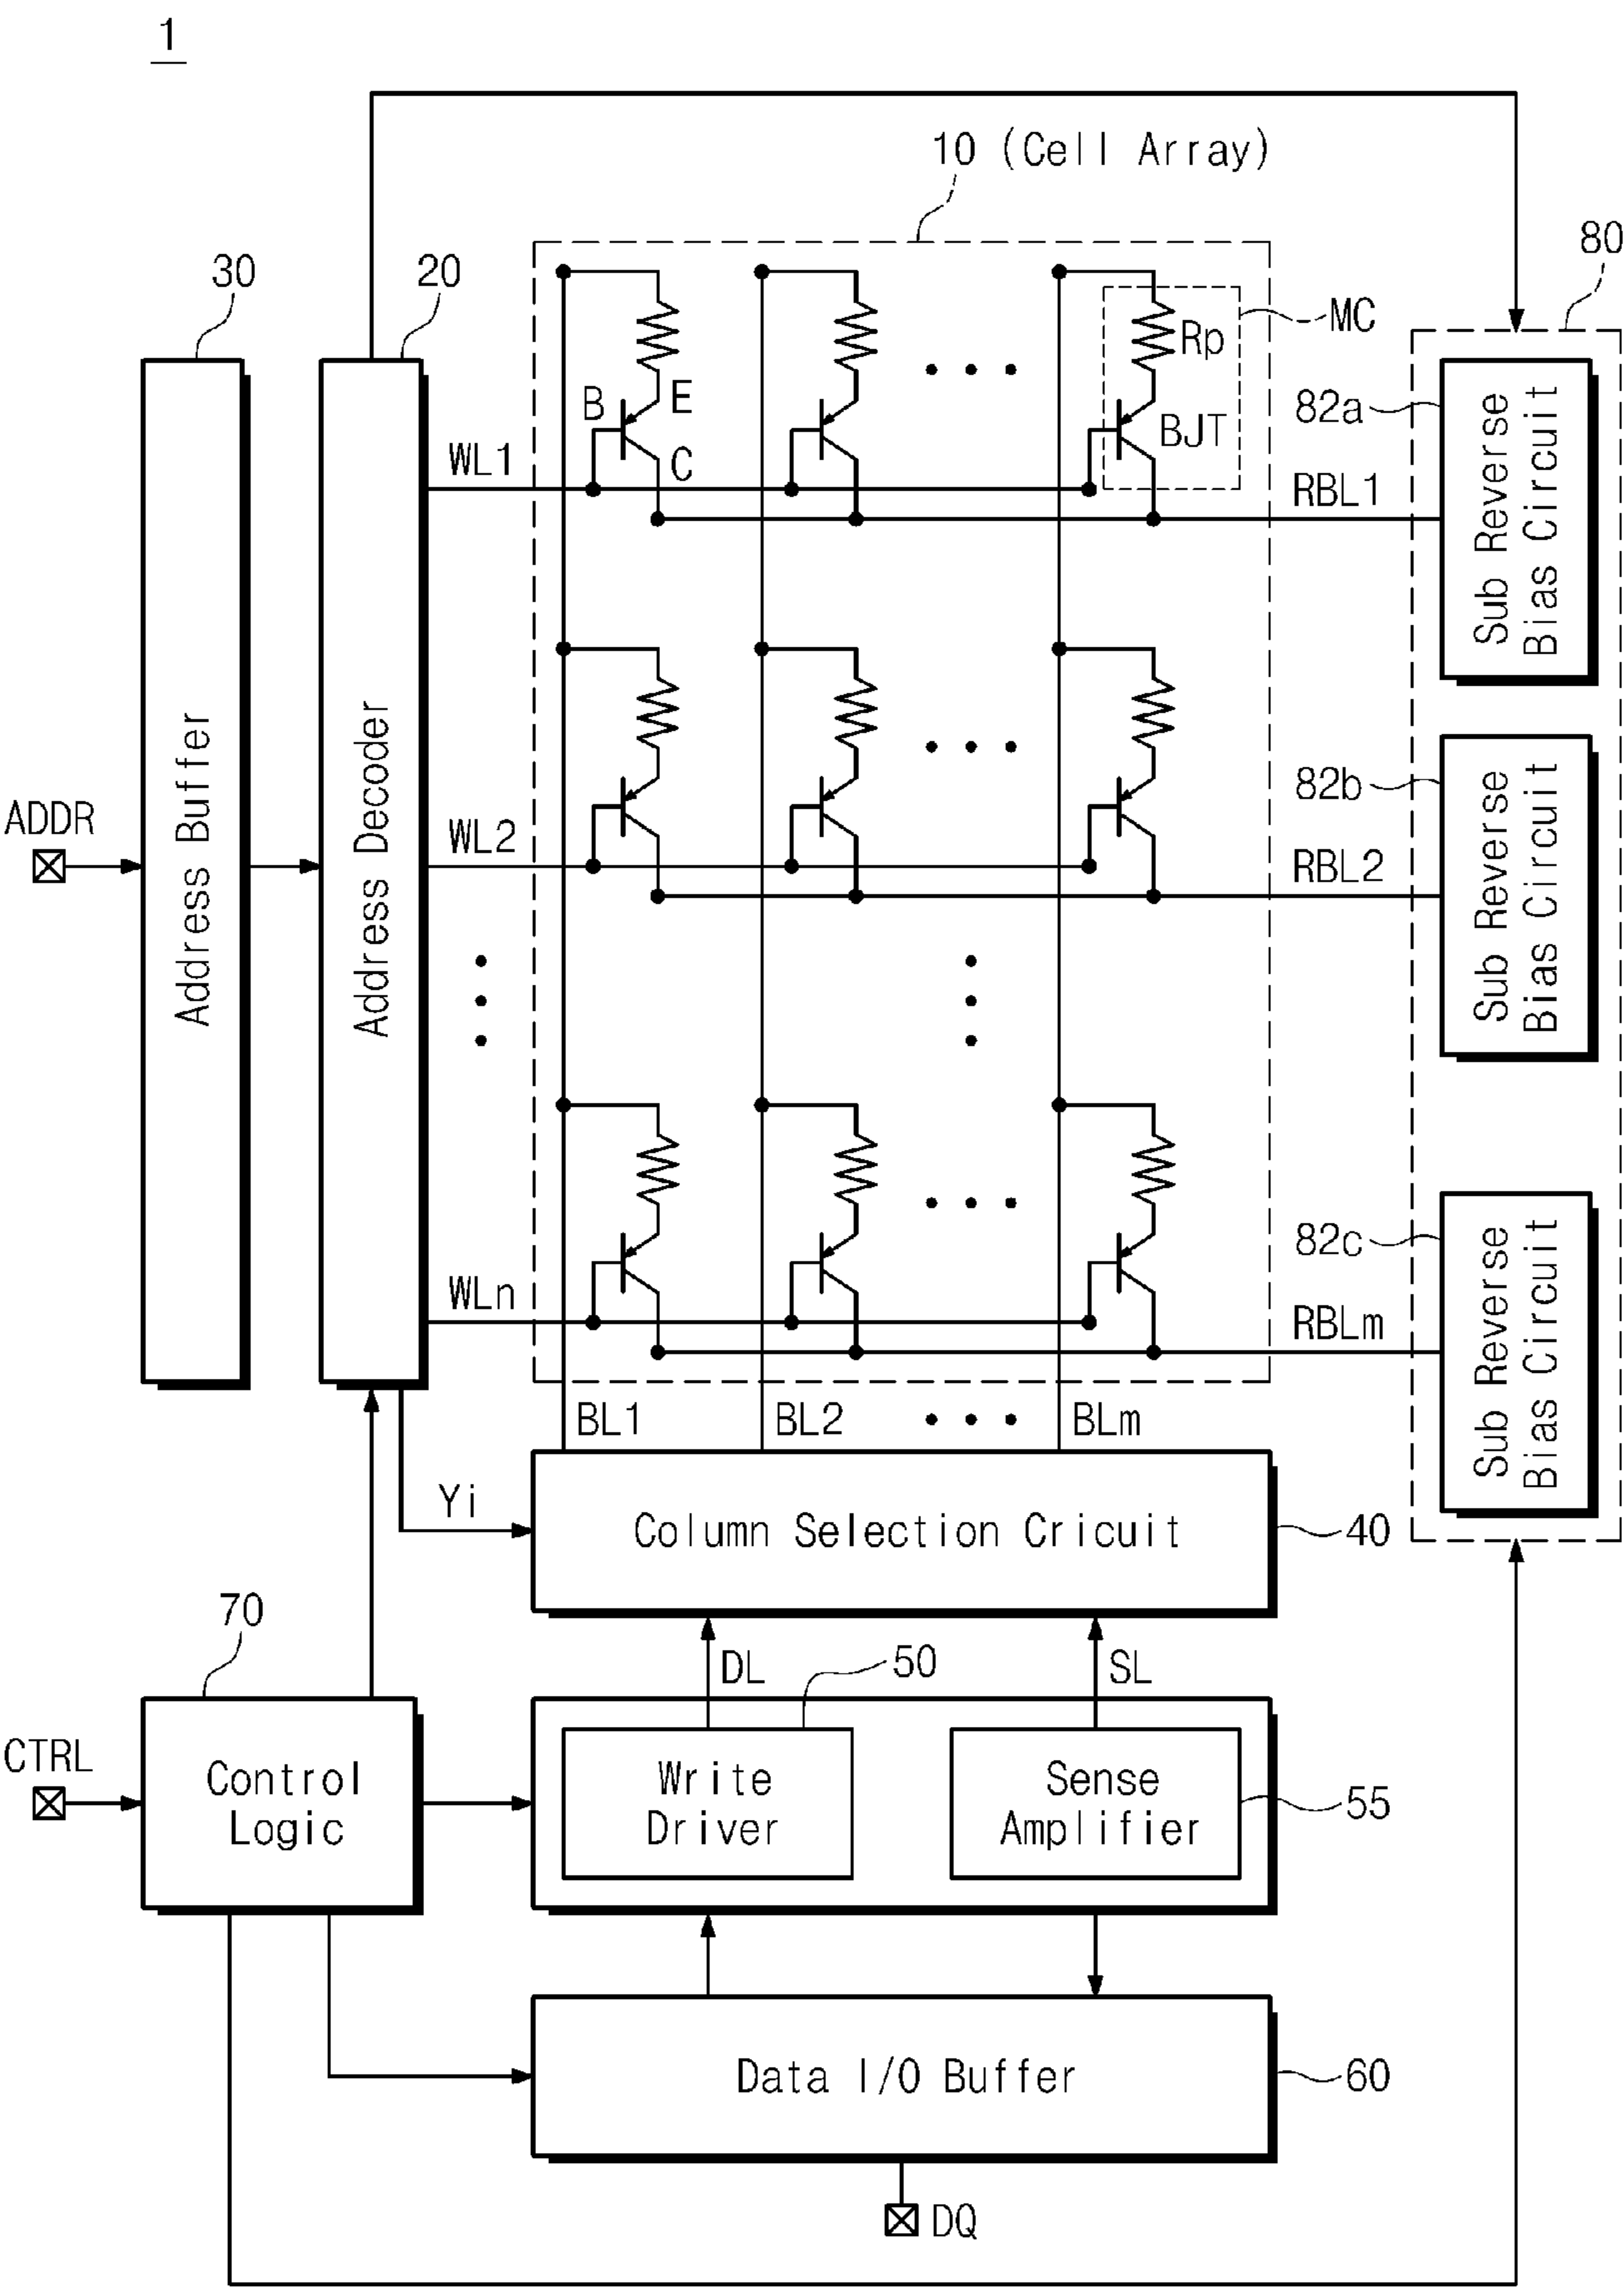 1
10 (Cell Array)
80
30
20
MC
Rp
82a
B
E
BJT
WL1
C
RBL1
Sub Reverse
Bias Circuit
Address Buffer
Address Decoder
ADDR
82b
WL2
RBL2
Sub Reverse
Bias Circuit
82c
WLn
RBLm
Sub Reverse
Bias Circuit
BL1
BL2
BLm
Yi
Column Selection Cricuit
40
70
DL
50
SL
CTRL
Control
Logic
Write
Driver
Sense
Amplifier
55
Data I/O Buffer
60
DQ